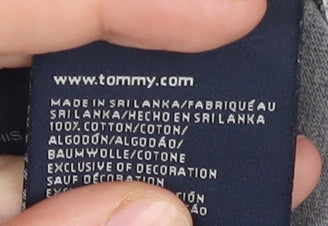 www.tommy.com
MADE IN SRI LANKA/FABRIQUÉ AU
SRI LANKA/HECHO EN SRI LANKA
100% COTTON/COTON/
ALGODÓN/ALGODÃO/
BAUMWOLLE/COTONE
EXCLUSIVE OF DECORATION
SAUF DÉCORATION